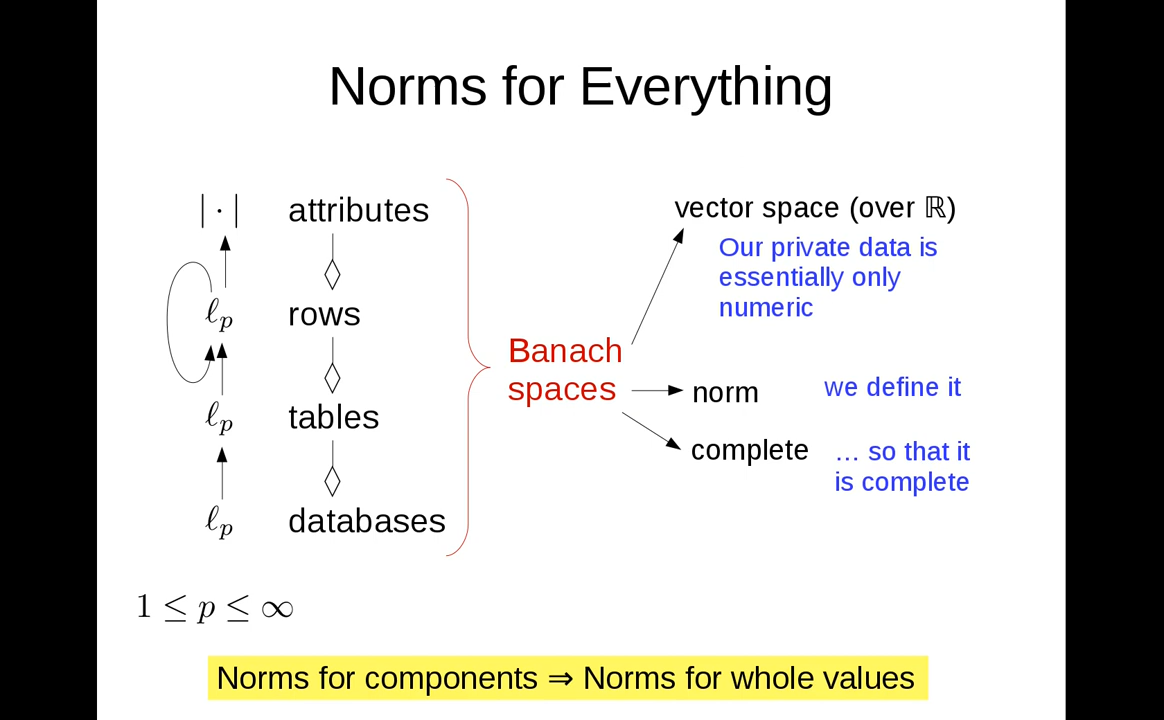 Norms for Everything
| · | attributes
ℓp rows
ℓp tables
ℓp databases
1 ≤ p ≤ ∞
Banach
spaces
vector space (over ℝ)
Our private data is
essentially only
numeric
norm we define it
complete … so that it
is complete
Norms for components ⇒ Norms for whole values